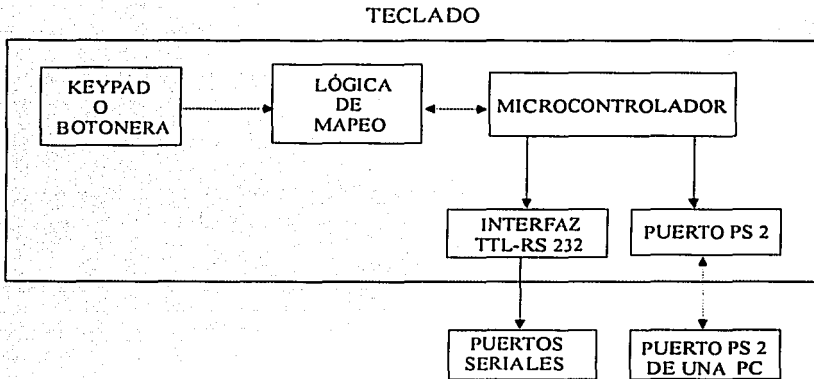 TECLADO
KEYPAD
O
BOTONERA
LÓGICA
DE
MAPEO
MICROCONTROLADOR
INTERFAZ
TTL-RS 232
PUERTO PS 2
PUERTOS
SERIALES
PUERTO PS 2
DE UNA PC